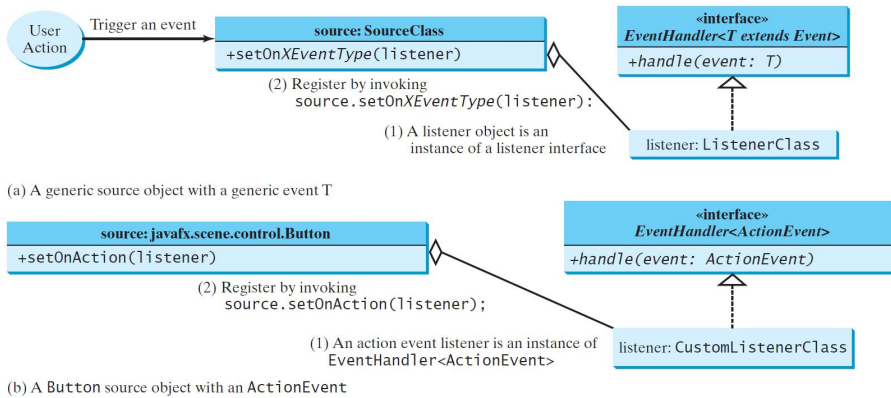 User
Action
Trigger an event
source: SourceClass
+setOnXEventType(listener)
(2) Register by invoking
source.setOnXEventType(listener):
(1) A listener object is an
instance of a listener interface
«interface»
EventHandler<T extends Event>
+handle(event: T)
listener: ListenerClass
(a) A generic source object with a generic event T
source: javafx.scene.control.Button
+setOnAction(listener)
(2) Register by invoking
source.setOnAction(listener);
(1) An action event listener is an instance of
EventHandler<ActionEvent>
«interface»
EventHandler<ActionEvent>
+handle(event: ActionEvent)
listener: CustomListenerClass
(b) A Button source object with an ActionEvent